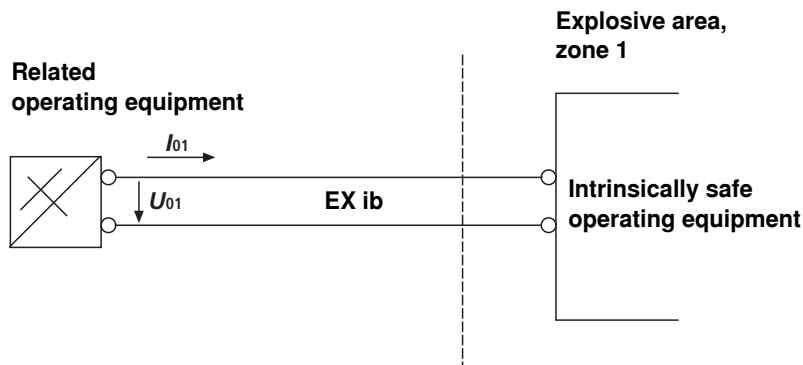 Explosive area,
zone 1
Related
operating equipment
I01
U01
EX ib
Intrinsically safe
operating equipment